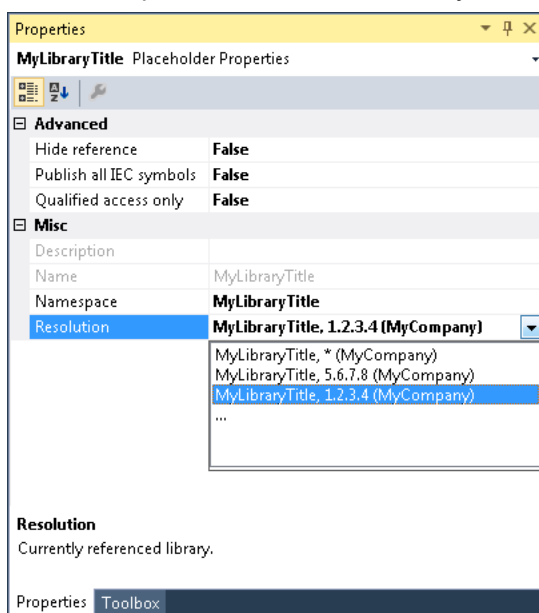 Properties
MyLibraryTitle Placeholder Properties
Advanced
Hide reference False
Publish all IEC symbols False
Qualified access only False
Misc
Description
Name MyLibraryTitle
Namespace MyLibraryTitle
Resolution MyLibraryTitle, 1.2.3.4 (MyCompany)
MyLibraryTitle, * (MyCompany)
MyLibraryTitle, 5.6.7.8 (MyCompany)
MyLibraryTitle, 1.2.3.4 (MyCompany)
...
Resolution
Currently referenced library.
Properties Toolbox